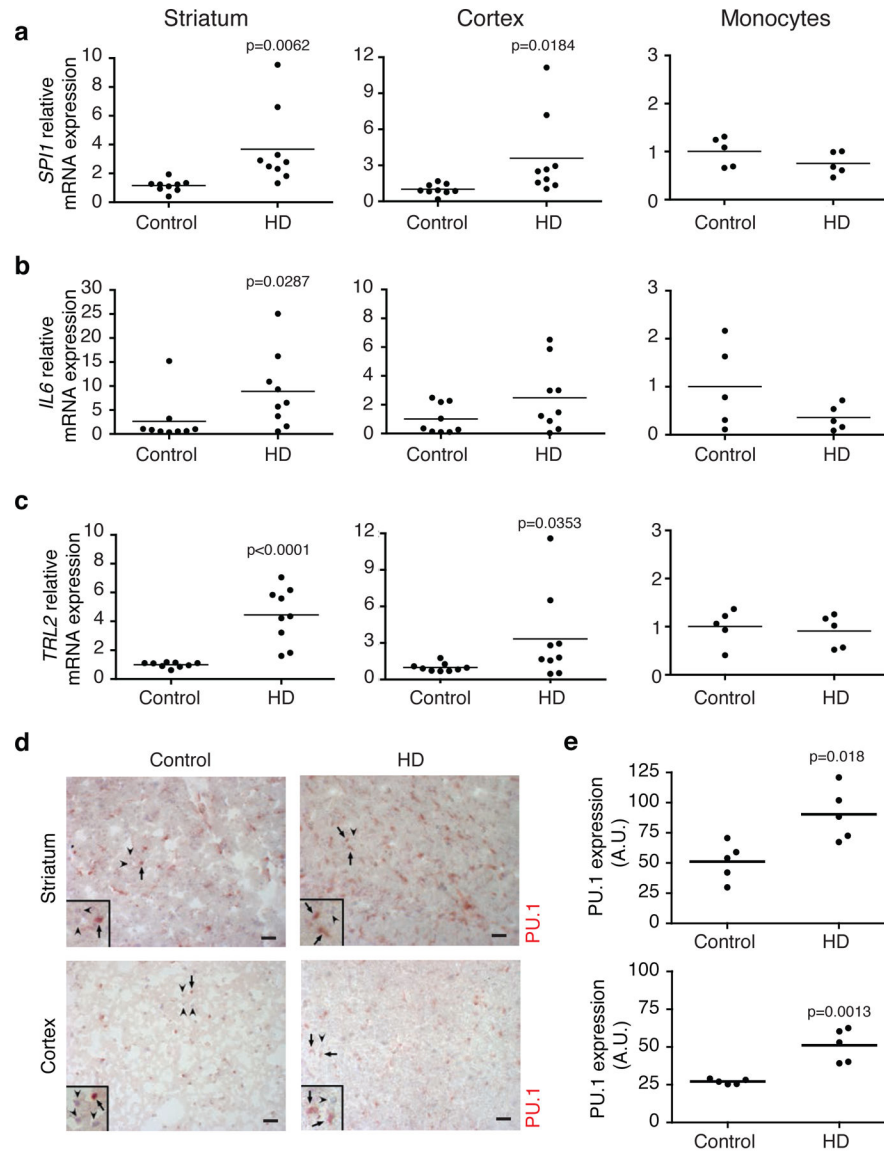 Striatum Cortex Monocytes
a
SPI1 relative
mRNA expression
p=0.0062
10
8
6
4
2
0
Control HD
p=0.0184
12
9
6
3
0
Control HD
3
2
1
0
Control HD
b
IL6 relative
mRNA expression
p=0.0287
30
25
20
15
10
5
0
Control HD
10
8
6
4
2
0
Control HD
3
2
1
0
Control HD
c
TRL2 relative
mRNA expression
p<0.0001
10
8
6
4
2
0
Control HD
p=0.0353
12
9
6
3
0
Control HD
3
2
1
0
Control HD
d
Control HD
Striatum
PU.1
Cortex
PU.1
e
PU.1 expression
(A.U.)
p=0.018
125
100
75
50
25
0
Control HD
PU.1 expression
(A.U.)
p=0.0013
100
75
50
25
0
Control HD